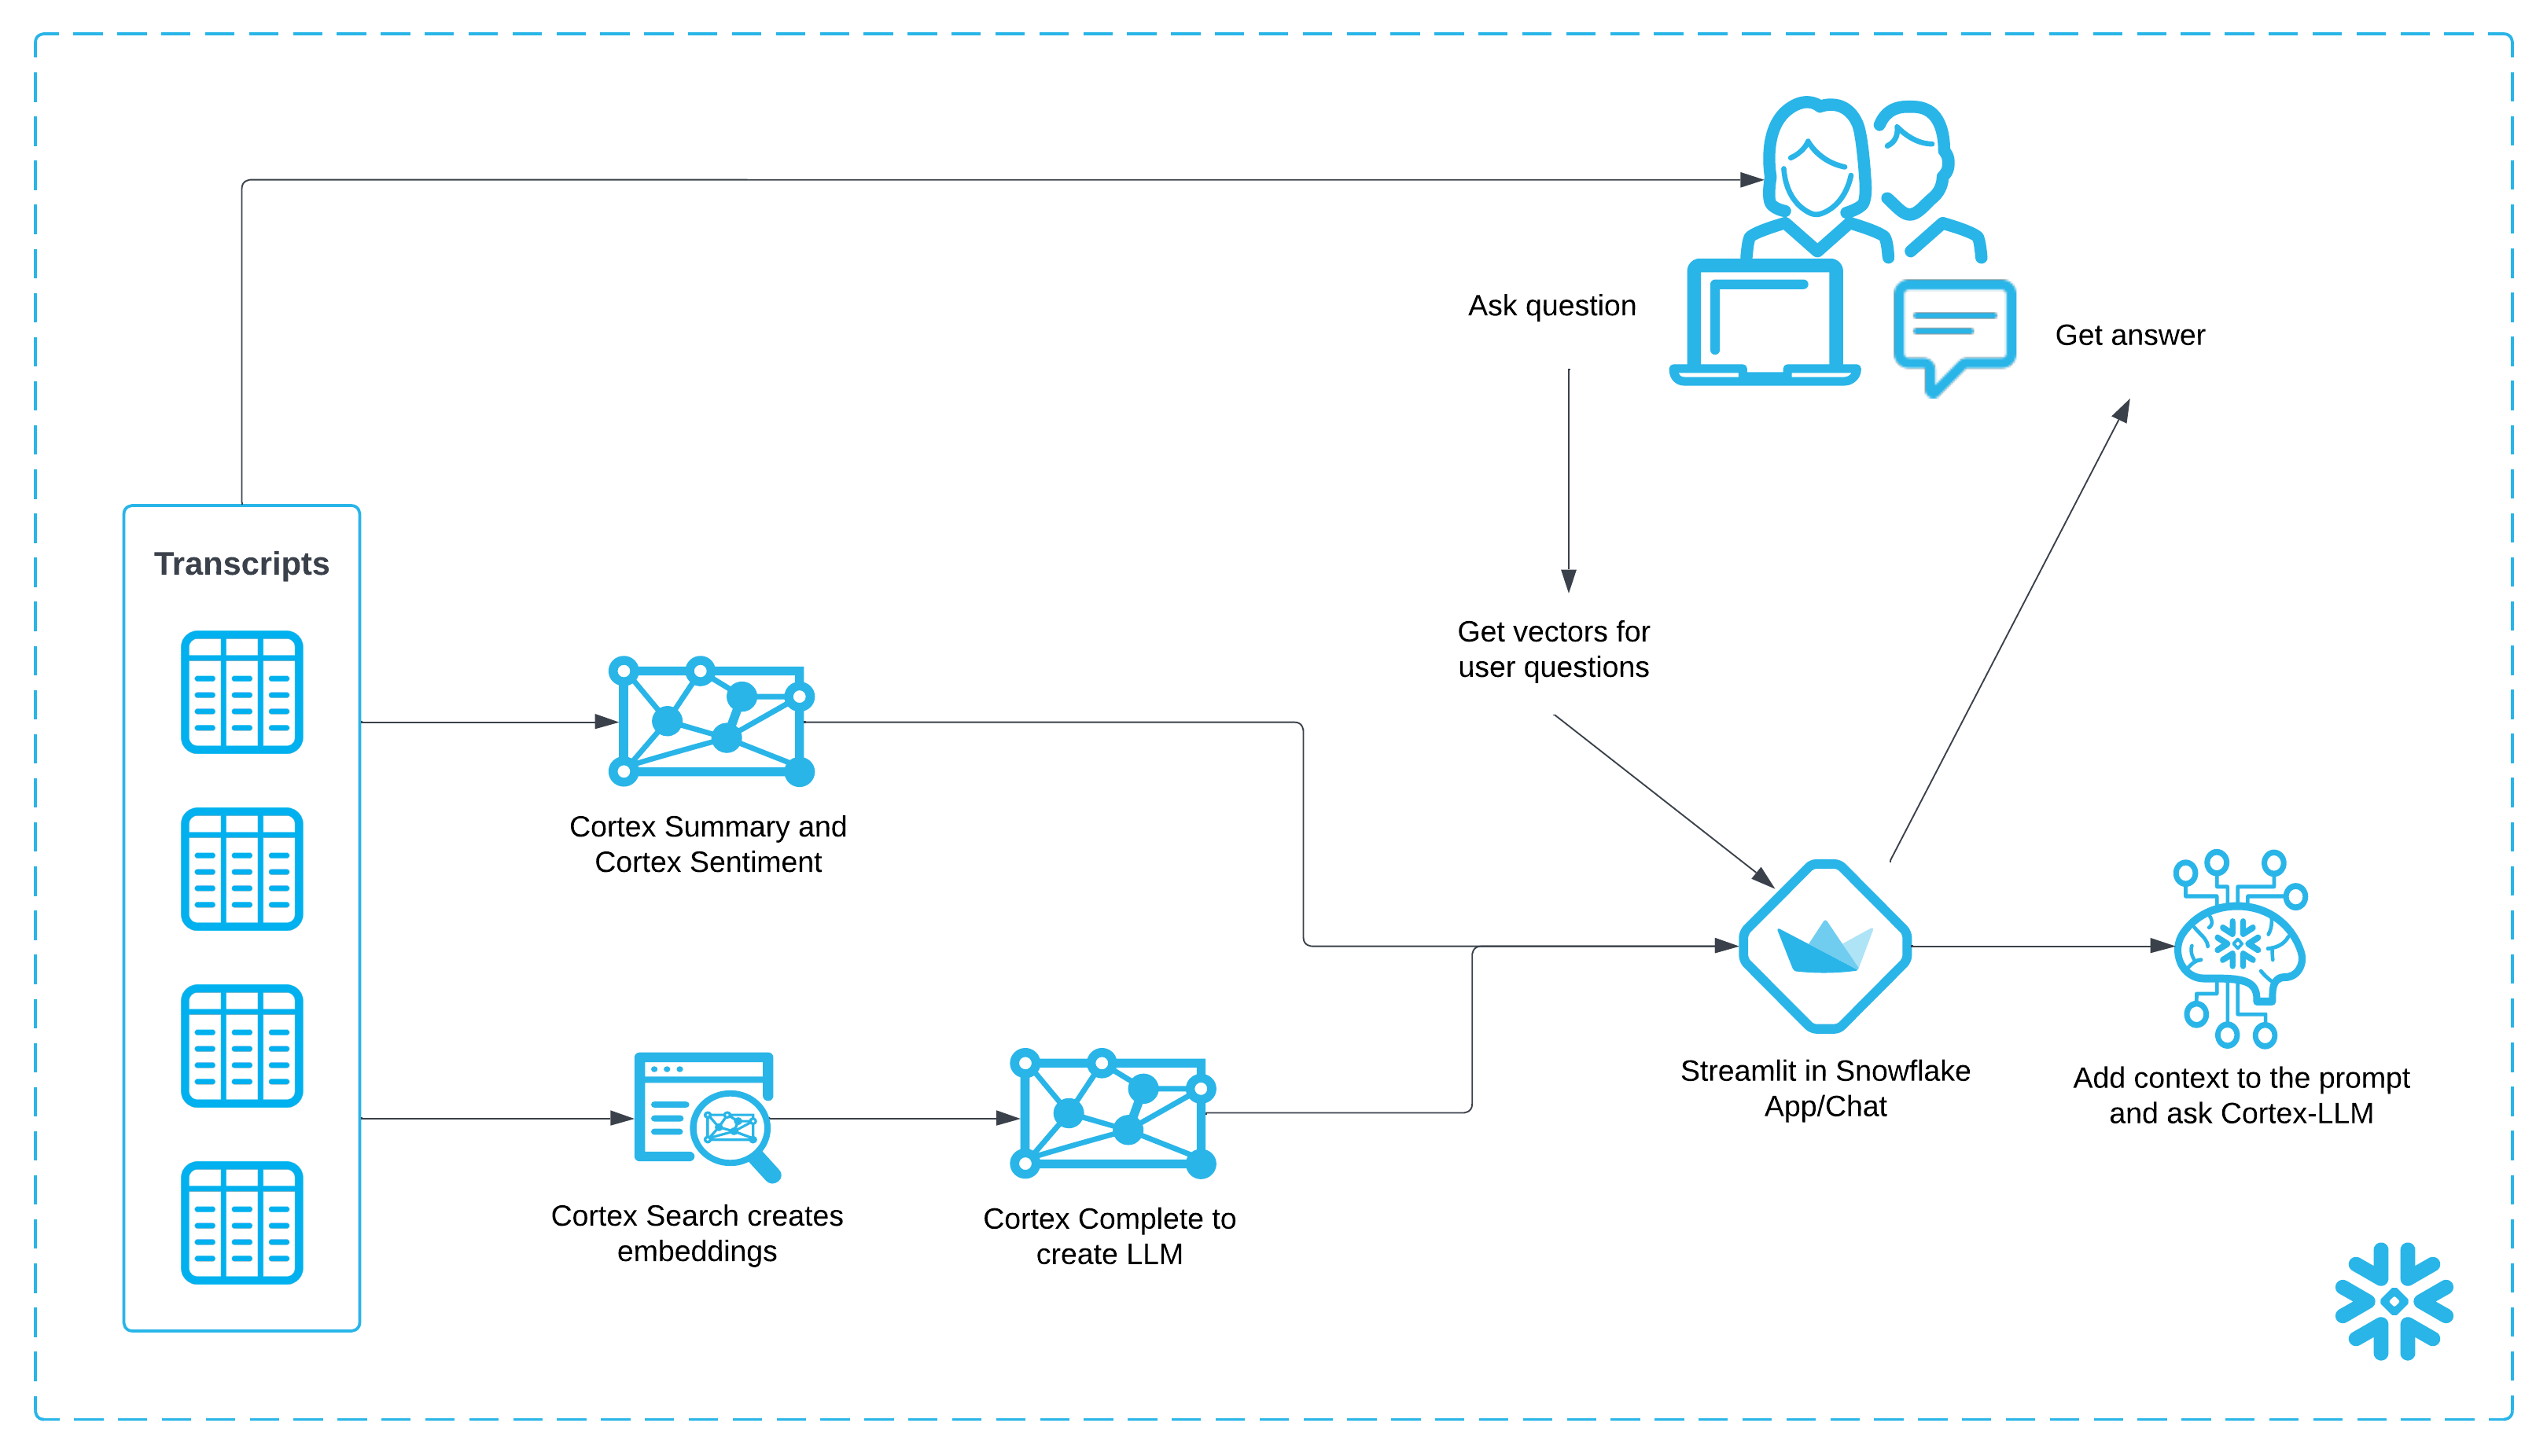 Ask question
Get answer
Transcripts
Get vectors for
user questions
Cortex Summary and
Cortex Sentiment
Streamlit in Snowflake
App/Chat
Add context to the prompt
and ask Cortex-LLM
Cortex Search creates
embeddings
Cortex Complete to
create LLM